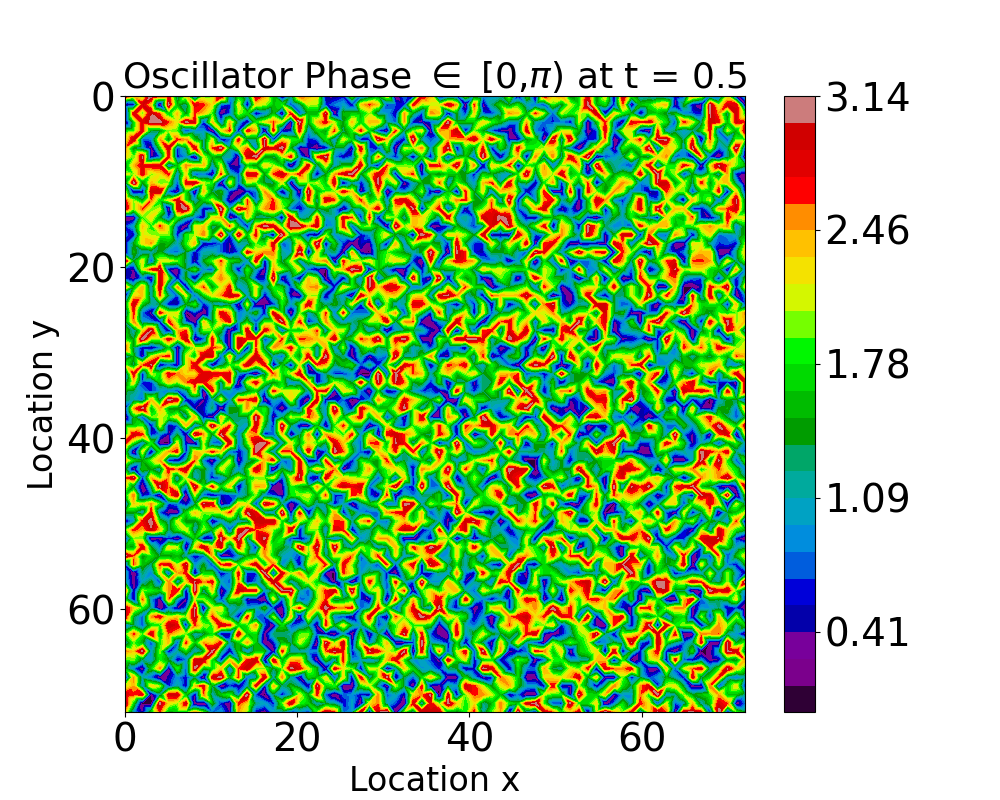 Oscillator Phase ∈ [0,π) at t = 0.5
0
20
40
60
Location y
0 20 40 60
Location x
3.14
2.46
1.78
1.09
0.41